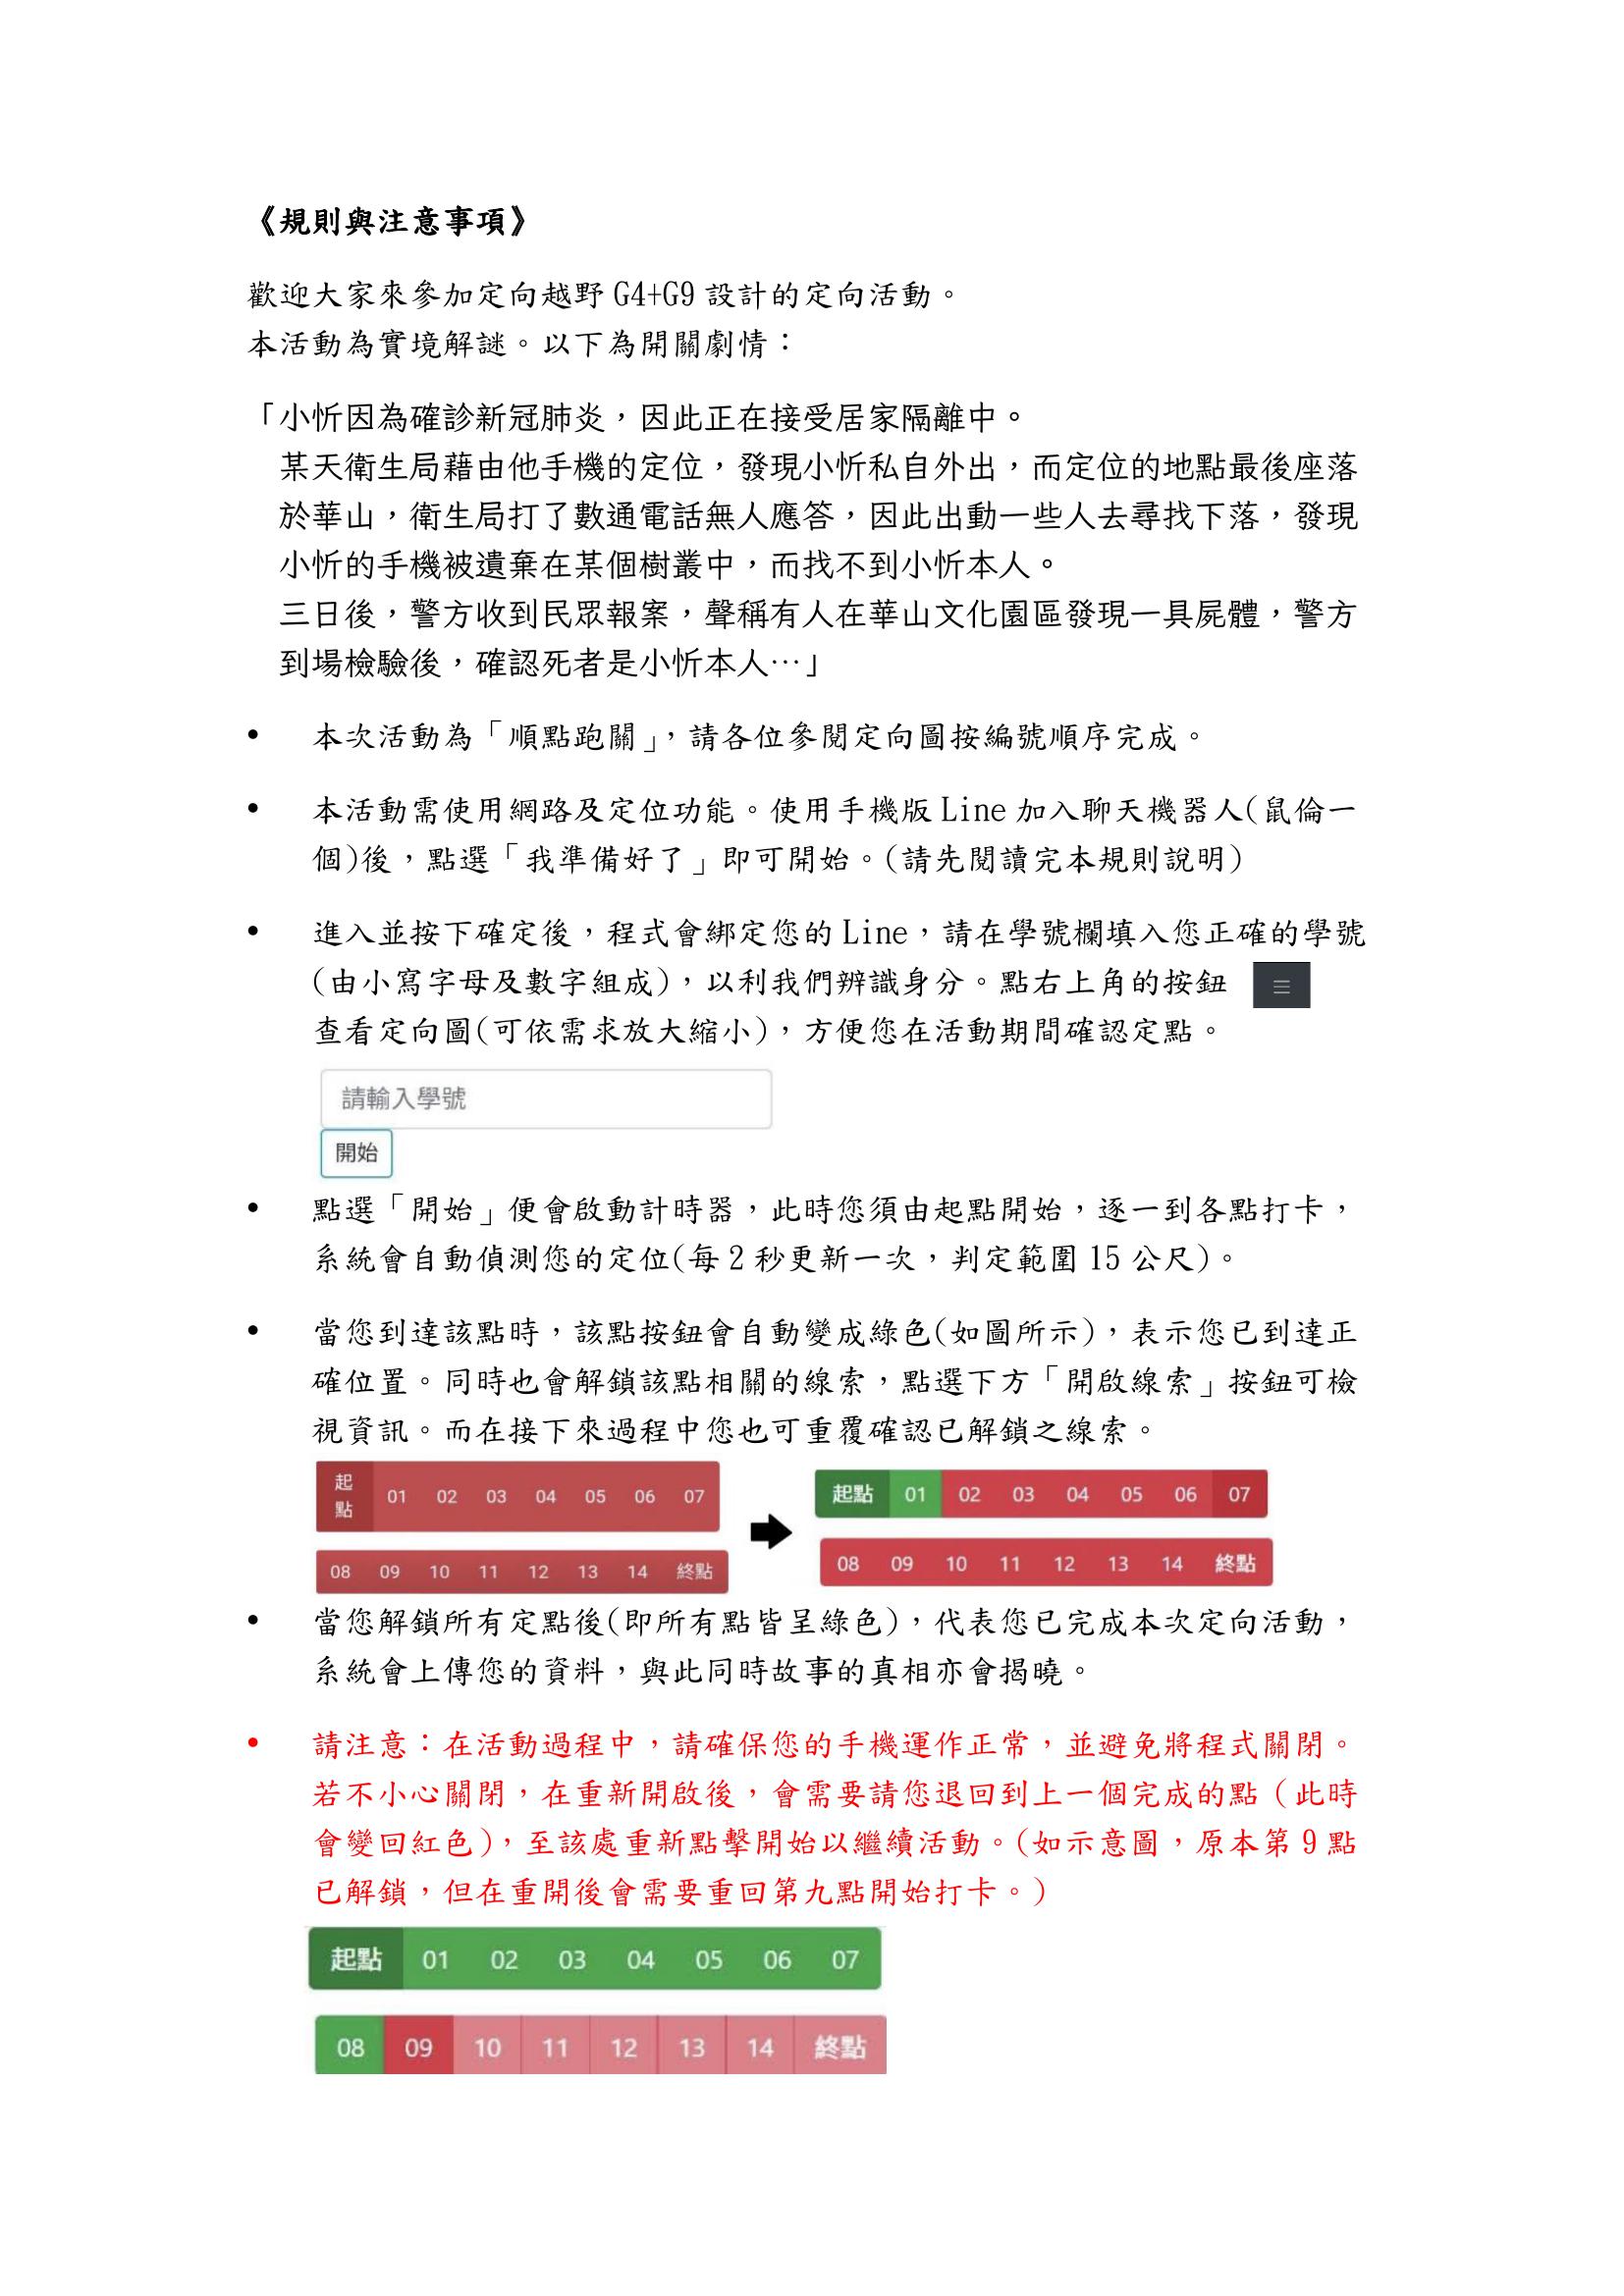 《規則與注意事項》
歡迎大家來參加定向越野 G4+G9 設計的定向活動。
本活動為實境解謎。以下為開關劇情：
「小忻因為確診新冠肺炎，因此正在接受居家隔離中。
某天衛生局藉由他手機的定位，發現小忻私自外出，而定位的地點最後座落
於華山，衛生局打了數通電話無人應答，因此出動一些人去尋找下落，發現
小忻的手機被遺棄在某個樹叢中，而找不到小忻本人。
三日後，警方收到民眾報案，聲稱有人在華山文化園區發現一具屍體，警方
到場檢驗後，確認死者是小忻本人…」
• 本次活動為「順點跑關」，請各位參閱定向圖按編號順序完成。
• 本活動需使用網路及定位功能。使用手機版 Line 加入聊天機器人(鼠倫一
個)後，點選「我準備好了」即可開始。(請先閱讀完本規則說明)
• 進入並按下確定後，程式會綁定您的 Line，請在學號欄填入您正確的學號
(由小寫字母及數字組成)，以利我們辨識身分。點右上角的按鈕
查看定向圖(可依需求放大縮小)，方便您在活動期間確認定點。
請輸入學號
開始
• 點選「開始」便會啟動計時器，此時您須由起點開始，逐一到各點打卡，
系統會自動偵測您的定位(每 2 秒更新一次，判定範圍 15 公尺)。
• 當您到達該點時，該點按鈕會自動變成綠色(如圖所示)，表示您已到達正
確位置。同時也會解鎖該點相關的線索，點選下方「開啟線索」按鈕可檢
視資訊。而在接下來過程中您也可重覆確認已解鎖之線索。
起點 01 02 03 04 05 06 07
08 09 10 11 12 13 14 終點
起點 01 02 03 04 05 06 07
08 09 10 11 12 13 14 終點
• 當您解鎖所有定點後(即所有點皆呈綠色)，代表您已完成本次定向活動，
系統會上傳您的資料，與此同時故事的真相亦會揭曉。
• 請注意：在活動過程中，請確保您的手機運作正常，並避免將程式關閉。
若不小心關閉，在重新開啟後，會需要請您退回到上一個完成的點（此時
會變回紅色），至該處重新點擊開始以繼續活動。(如示意圖，原本第 9 點
已解鎖，但在重開後會需要重回第九點開始打卡。)
起點 01 02 03 04 05 06 07
08 09 10 11 12 13 14 終點